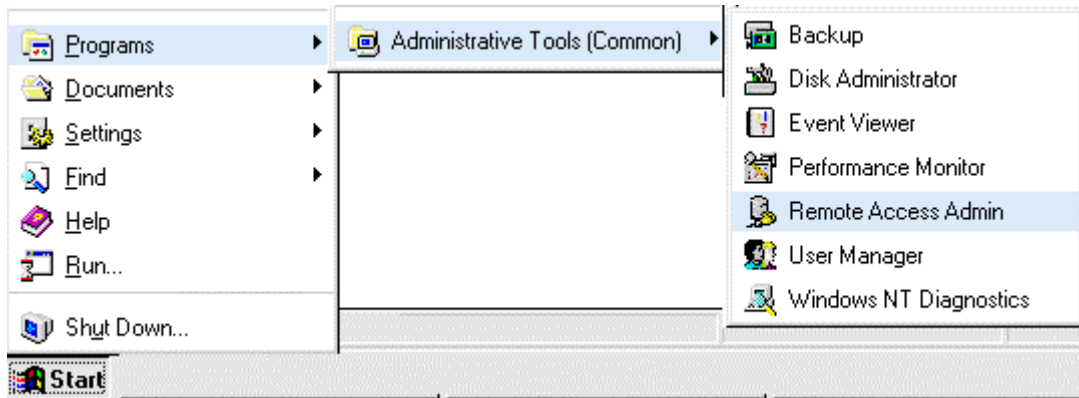 Programs
Documents
Settings
Find
Help
Run...
Shut Down...
Start
Administrative Tools (Common)
Backup
Disk Administrator
Event Viewer
Performance Monitor
Remote Access Admin
User Manager
Windows NT Diagnostics